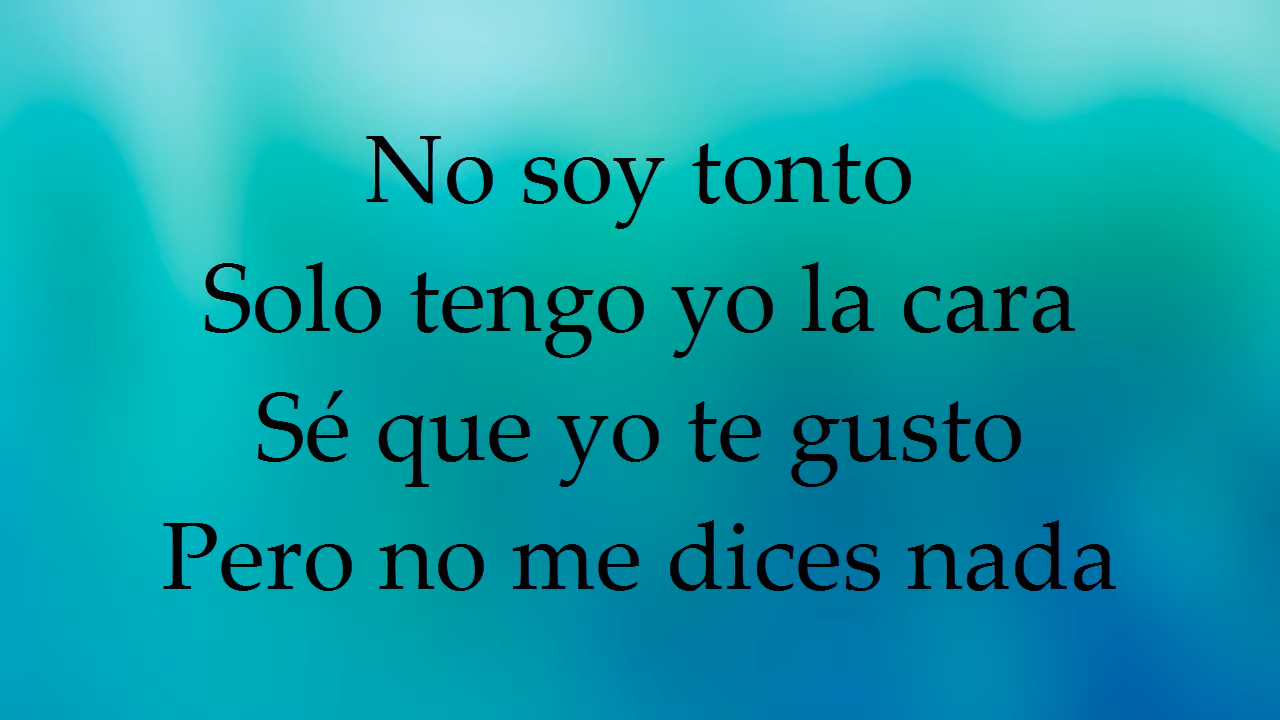 No soy tonto
Solo tengo yo la cara
Sé que yo te gusto
Pero no me dices nada